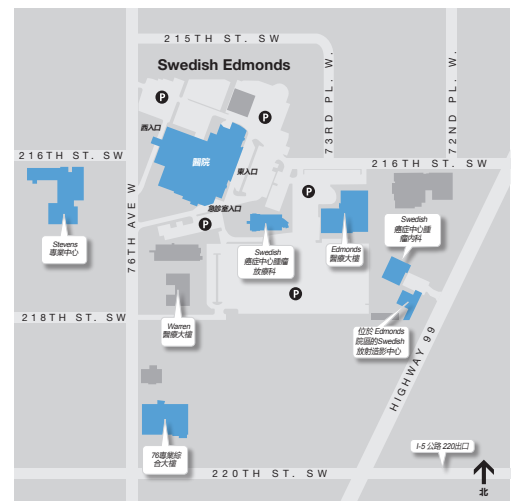 215TH ST. SW
Swedish Edmonds
73RD PL. W.
72ND PL. W.
P
P
西入口
醫院
東入口
216TH ST. SW
216TH ST. SW
76TH AVE W
P
急診室入口
P
Stevens
專業中心
Swedish
癌症中心腫瘤
放療科
Edmonds
醫療大樓
Swedish
癌症中心腫
瘤內科
P
218TH ST. SW
Warren
醫療大樓
位於 Edmonds
院區的Swedish
放射造影中心
HIGHWAY 99
76專業綜
合大樓
I-5 公路 220出口
220TH ST. SW
北